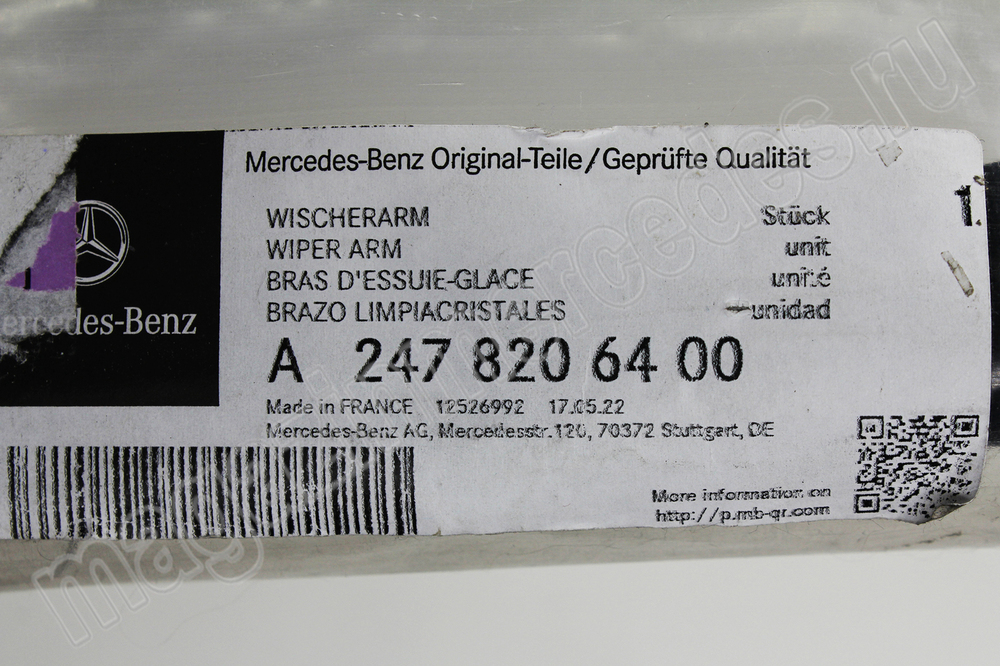 Mercedes-Benz Original-Teile/Geprüfte Qualität
WISCHERARM Stück 1
WIPER ARM unit
BRAS D'ESSUIE-GLACE unité
BRAZO LIMPIACRISTALES unidad
ercedes-Benz
A 247 820 64 00
Made in FRANCE 12526992 17.05.22
Mercedes-Benz AG, Mercedesstr.120, 70372 Stuttgart, DE
More information on
http://p.mb-qr.com